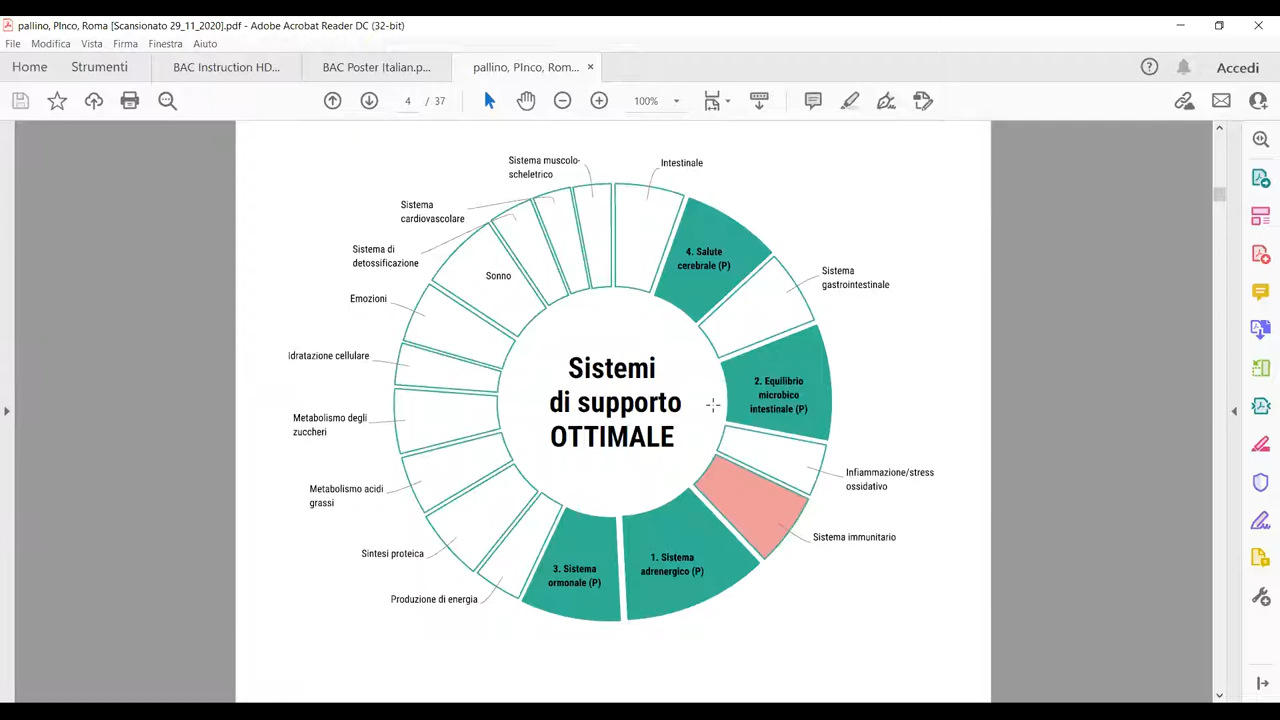 pallino, PInco, Roma [Scansionato 29_11_2020].pdf - Adobe Acrobat Reader DC (32-bit)
File Modifica Vista Firma Finestra Aiuto
Home Strumenti BAC Instruction HD... BAC Poster Italian.p... pallino, PInco, Rom... × Accedi
4 / 37 100%
Sistema muscolo-
scheletrico
Intestinale
Sistema
cardiovascolare
Sistema di
detossificazione
Sonno
4. Salute
cerebrale (P)
Sistema
gastrointestinale
Emozioni
Idratazione cellulare
Sistemi
di supporto
OTTIMALE
2. Equilibrio
microbico
intestinale (P)
Metabolismo degli
zuccheri
Infiammazione/stress
ossidativo
Metabolismo acidi
grassi
Sistema immunitario
Sintesi proteica
1. Sistema
adrenergico (P)
3. Sistema
ormonale (P)
Produzione di energia